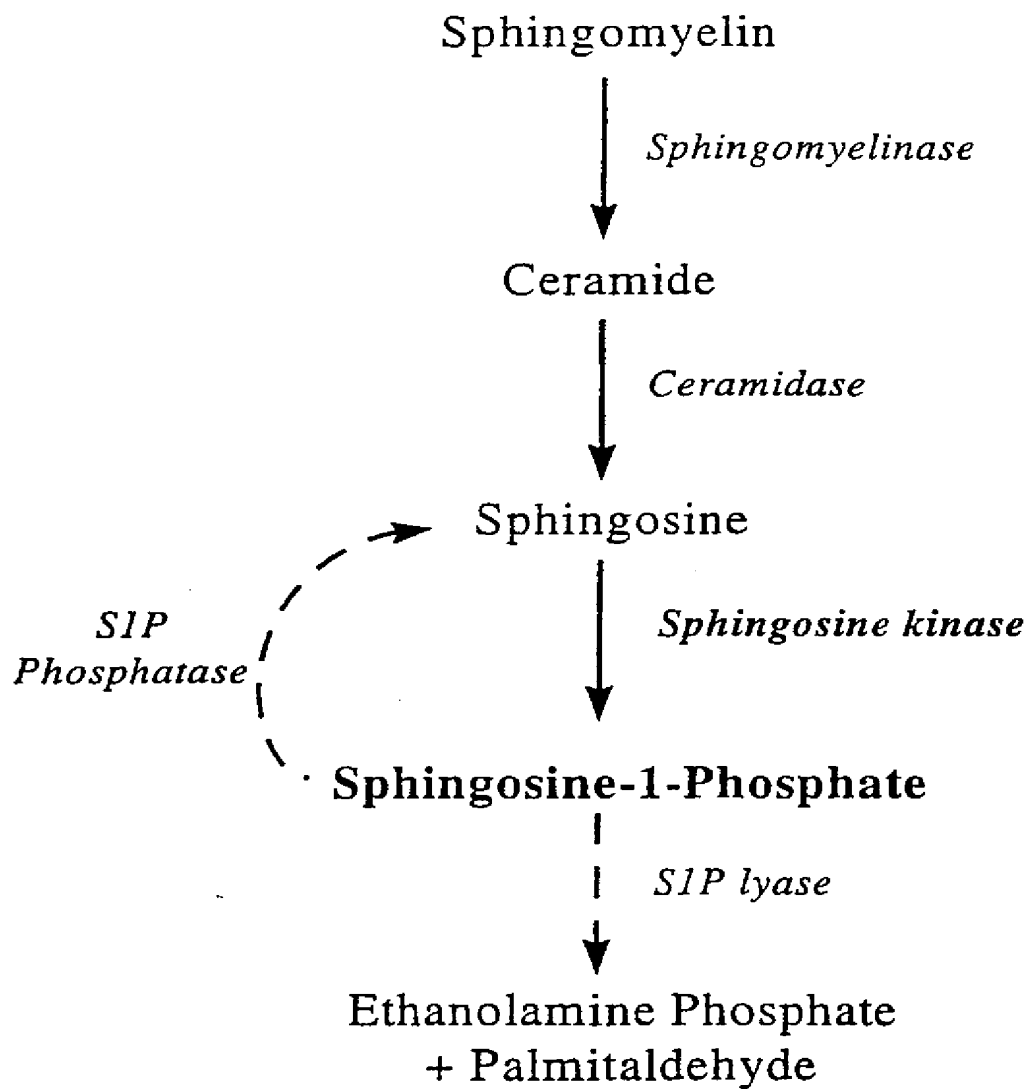 Sphingomyelin
Sphingomyelinase
Ceramide
Ceramidase
Sphingosine
S1P
Phosphatase
Sphingosine kinase
Sphingosine-1-Phosphate
S1P lyase
Ethanolamine Phosphate
+ Palmitaldehyde